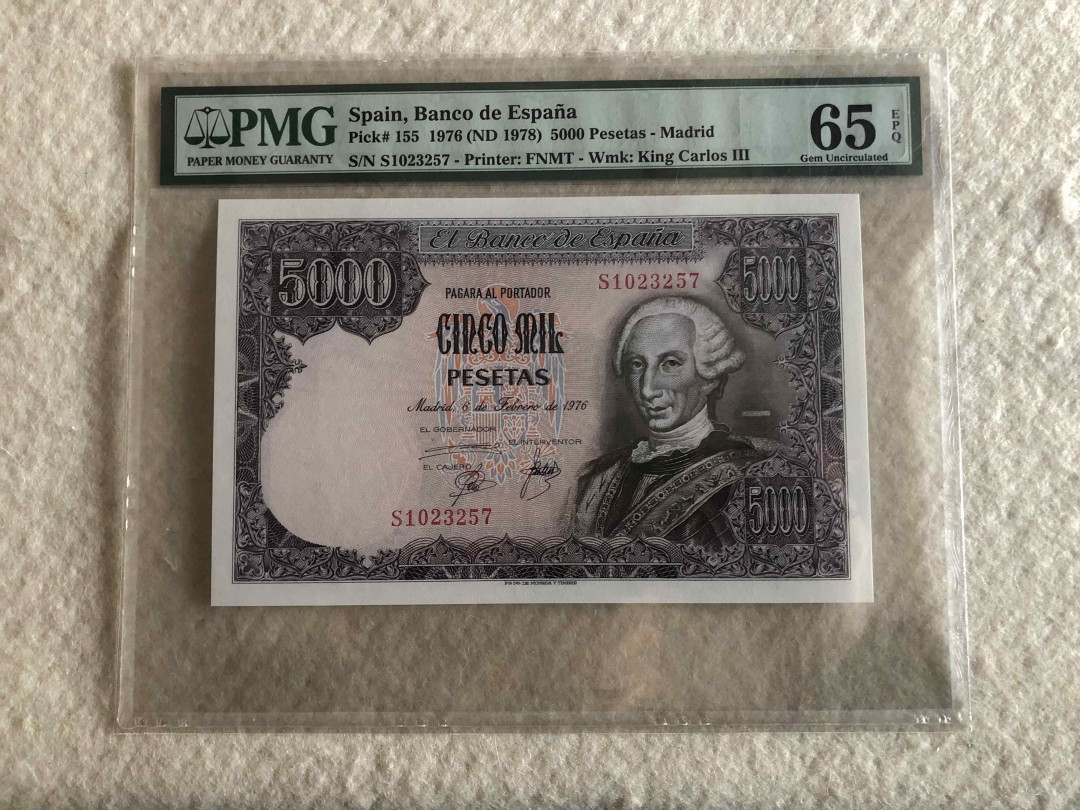 PMG
PAPER MONEY GUARANTY
Spain, Banco de España
Pick# 155 1976 (ND 1978) 5000 Pesetas - Madrid
S/N S1023257 - Printer: FNMT - Wmk: King Carlos III
65
EPQ
Gem Uncirculated
El Banco de España
5000
S1023257
5000
PAGARA AL PORTADOR
CINCO MIL
PESETAS
Madrid, 6 de Febrero de 1976
EL GOBERNADOR
EL INTERVENTOR
EL CAJERO
S1023257
5000